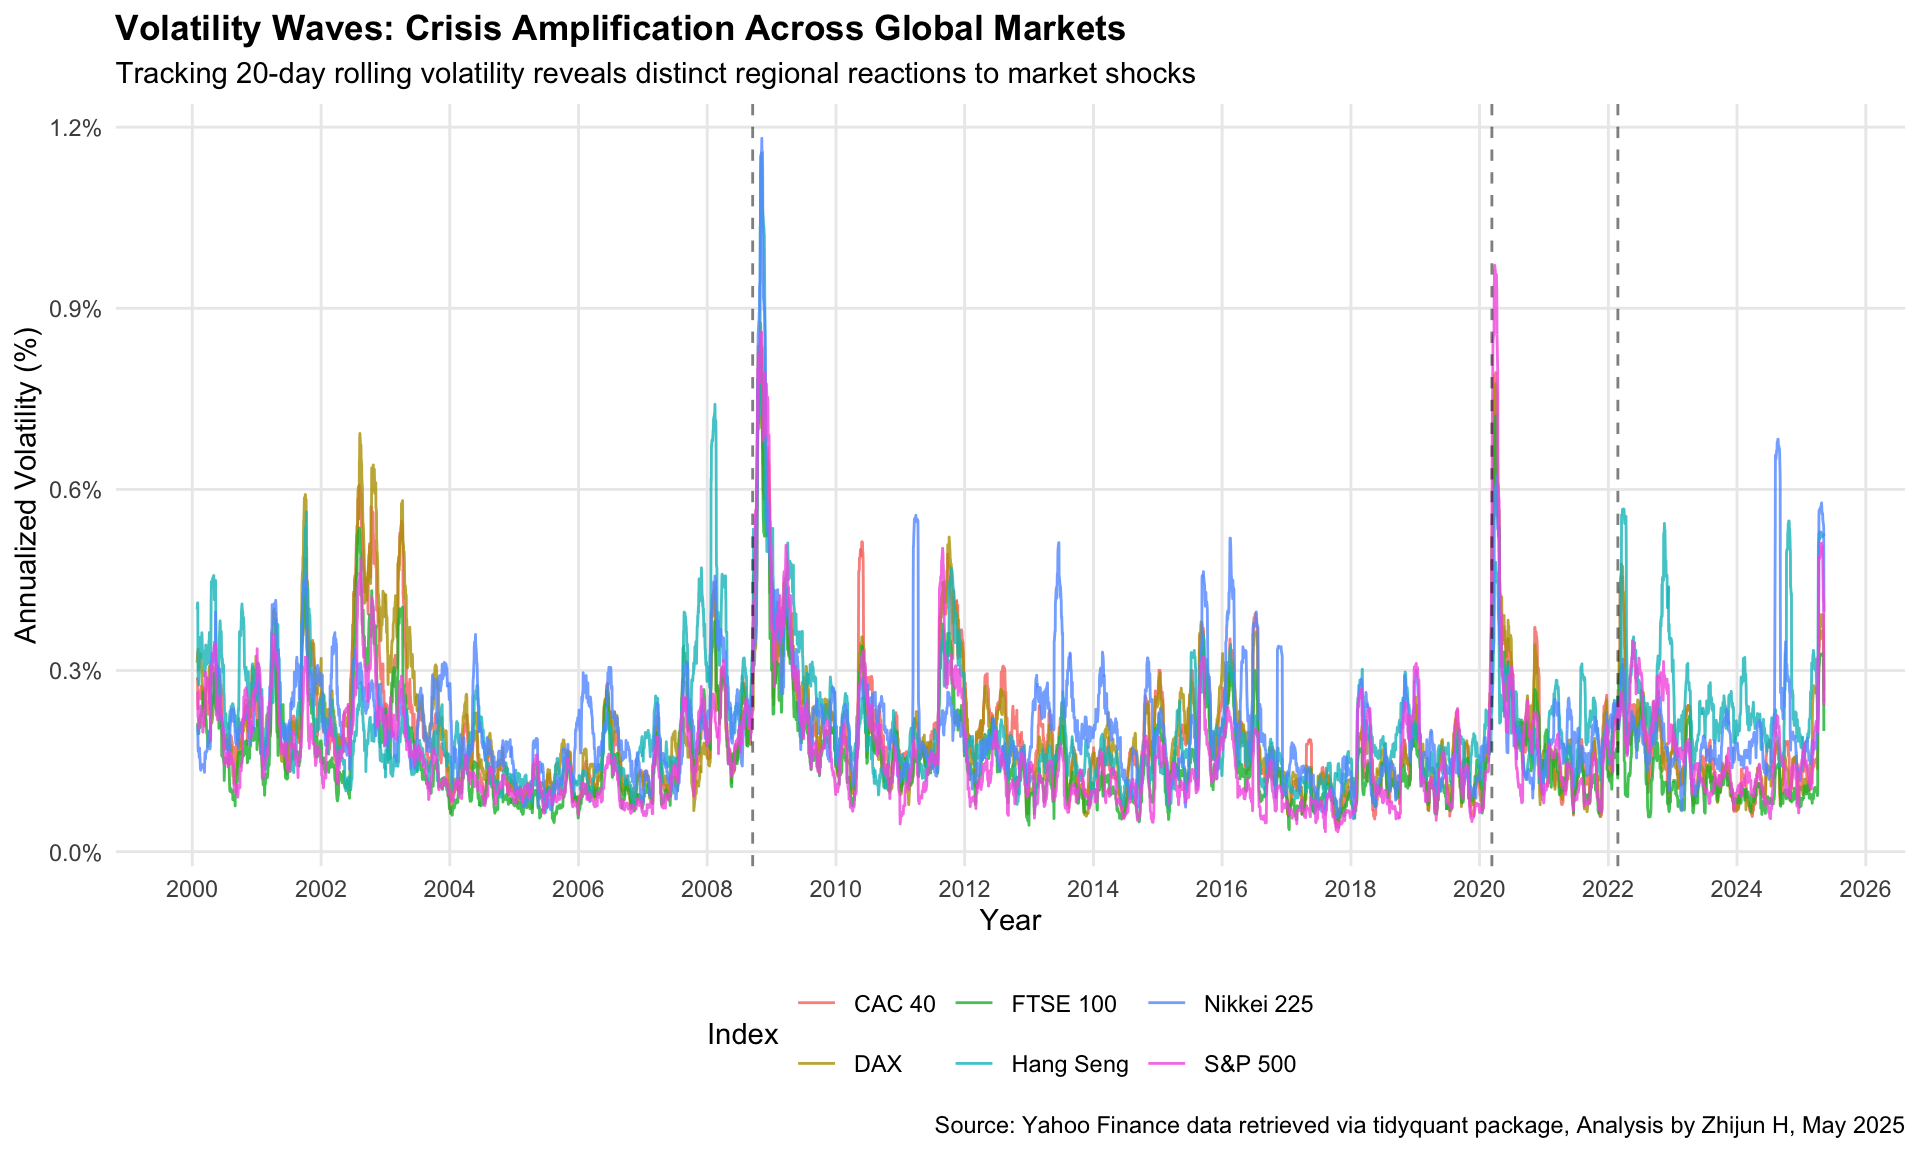 Volatility Waves: Crisis Amplification Across Global Markets
Tracking 20-day rolling volatility reveals distinct regional reactions to market shocks
Annualized Volatility (%)
1.2%
0.9%
0.6%
0.3%
0.0%
2000 2002 2004 2006 2008 2010 2012 2014 2016 2018 2020 2022 2024 2026
Year
Index
CAC 40 FTSE 100 Nikkei 225
DAX Hang Seng S&P 500
Source: Yahoo Finance data retrieved via tidyquant package, Analysis by Zhijun H, May 2025